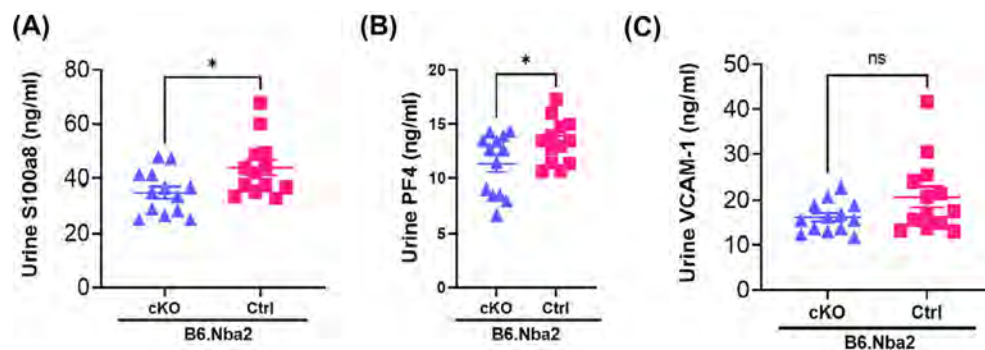 (A)
Urine S100a8 (ng/ml)
80
60
40
20
0
*
cKO
Ctrl
B6.Nba2
(B)
Urine PF4 (ng/ml)
20
15
10
5
0
*
cKO
Ctrl
B6.Nba2
(C)
Urine VCAM-1 (ng/ml)
50
40
30
20
10
0
ns
cKO
Ctrl
B6.Nba2